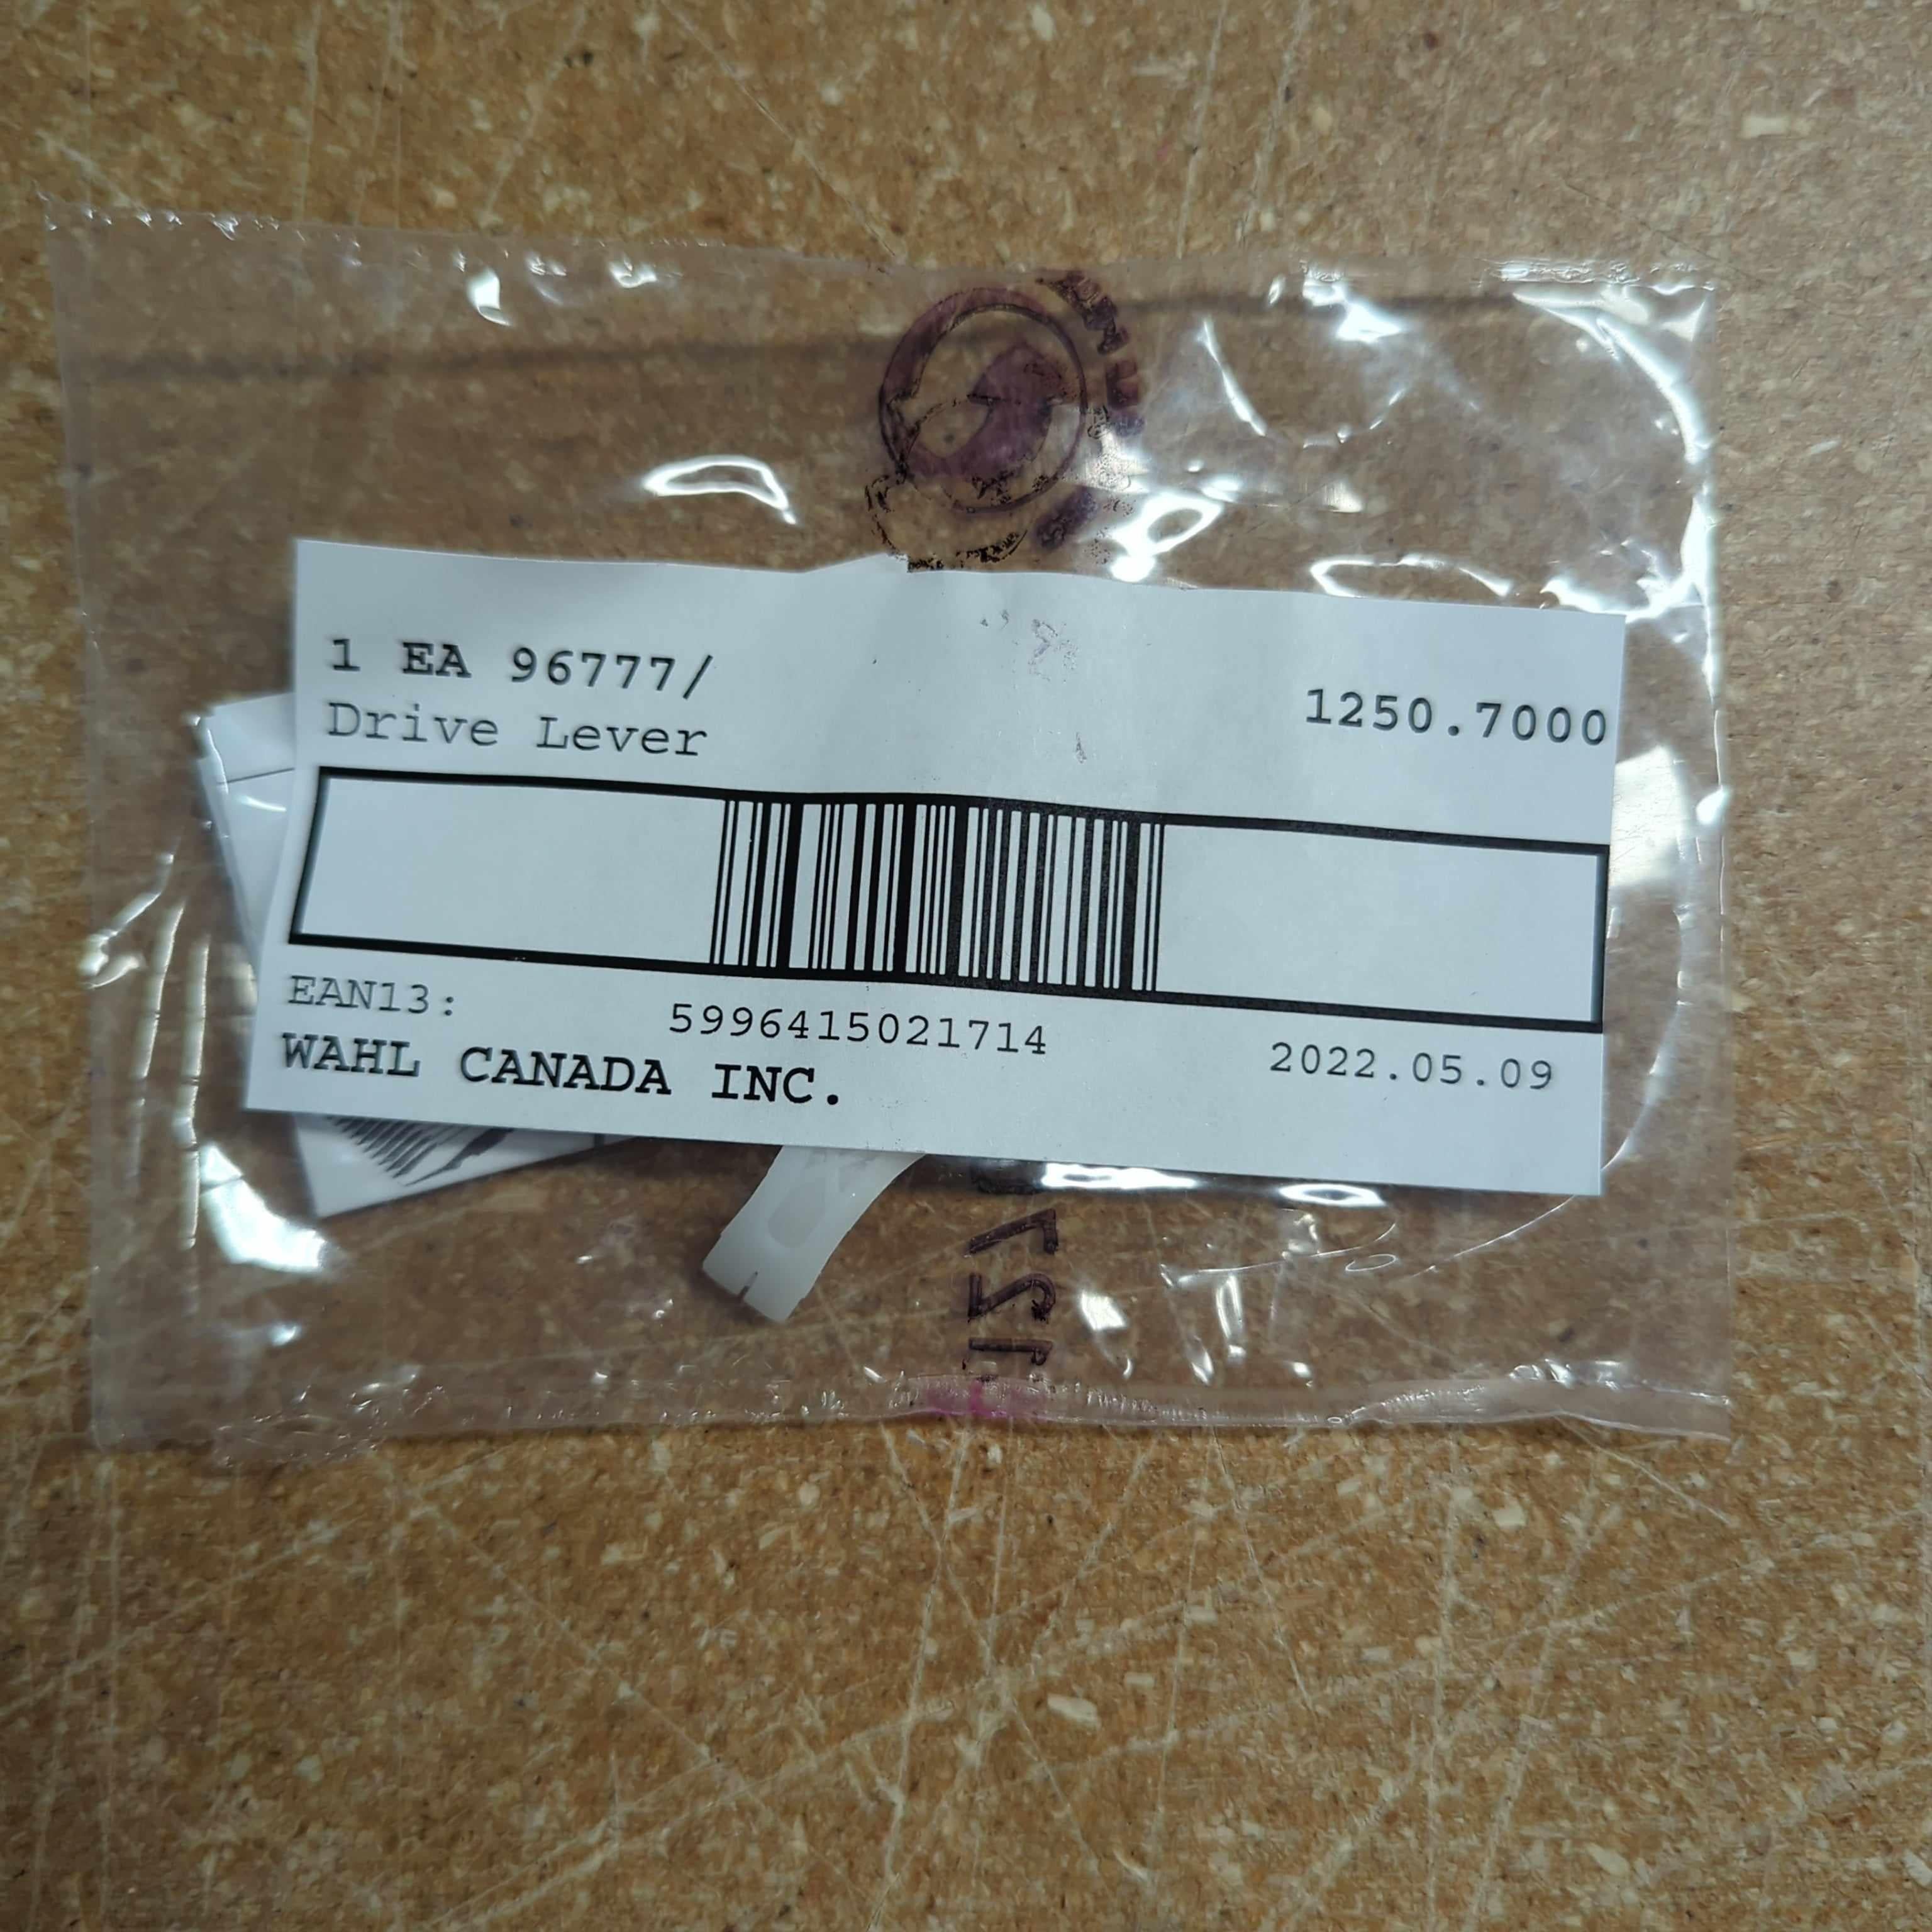 1 EA 96777/
Drive Lever
1250.7000
EAN13:
5996415021714
WAHL CANADA INC.
2022.05.09